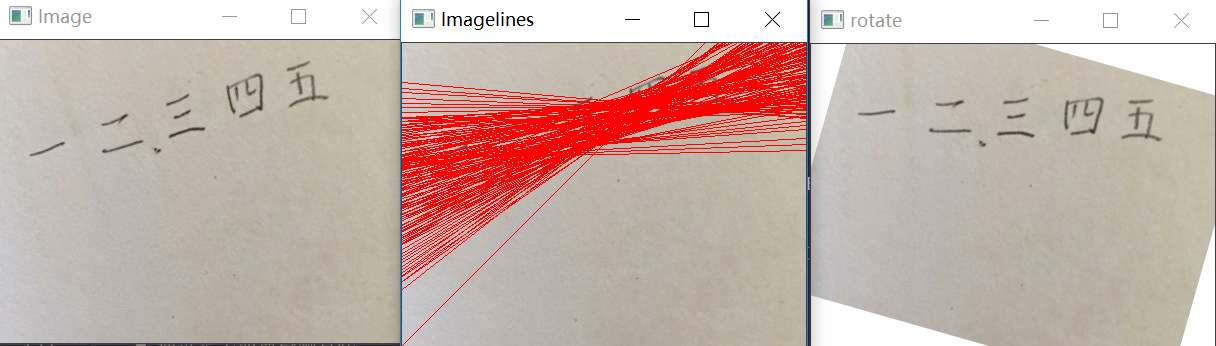 Image
一 二 三 四 五
Imagelines
rotate
一 二 三 四 五